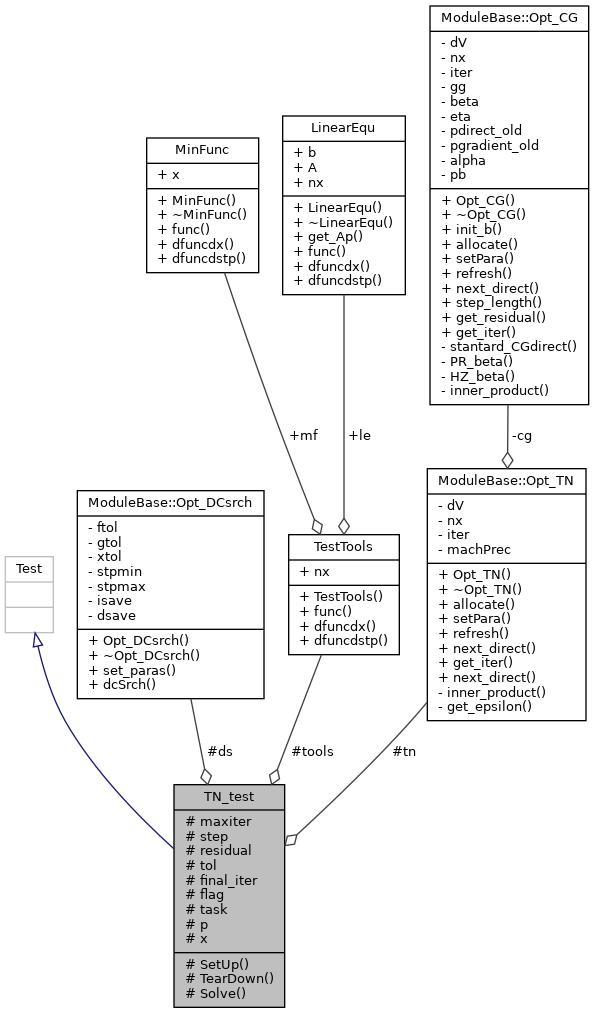 ModuleBase::Opt_CG
- dV
- nx
- iter
- gg
- beta
- eta
- pdirect_old
- pgradient_old
- alpha
- pb
+ Opt_CG()
+ ~Opt_CG()
+ init_b()
+ allocate()
+ setPara()
+ refresh()
+ next_direct()
+ step_length()
+ get_residual()
+ get_iter()
- stantard_CGdirect()
- PR_beta()
- HZ_beta()
- inner_product()
LinearEqu
+ b
+ A
+ nx
+ LinearEqu()
+ ~LinearEqu()
+ get_Ap()
+ func()
+ dfuncdx()
+ dfuncdstp()
MinFunc
+ x
+ MinFunc()
+ ~MinFunc()
+ func()
+ dfuncdx()
+ dfuncdstp()
+mf
+le
-cg
ModuleBase::Opt_TN
- dV
- nx
- iter
- machPrec
+ Opt_TN()
+ ~Opt_TN()
+ allocate()
+ setPara()
+ refresh()
+ next_direct()
+ get_iter()
+ next_direct()
- inner_product()
- get_epsilon()
ModuleBase::Opt_DCsrch
- ftol
- gtol
- xtol
- stpmin
- stpmax
- isave
- dsave
+ Opt_DCsrch()
+ ~Opt_DCsrch()
+ set_paras()
+ dcSrch()
TestTools
+ nx
+ TestTools()
+ func()
+ dfuncdx()
+ dfuncdstp()
Test
#ds
#tools
#tn
TN_test
# maxiter
# step
# residual
# tol
# final_iter
# flag
# task
# p
# x
# SetUp()
# TearDown()
# Solve()